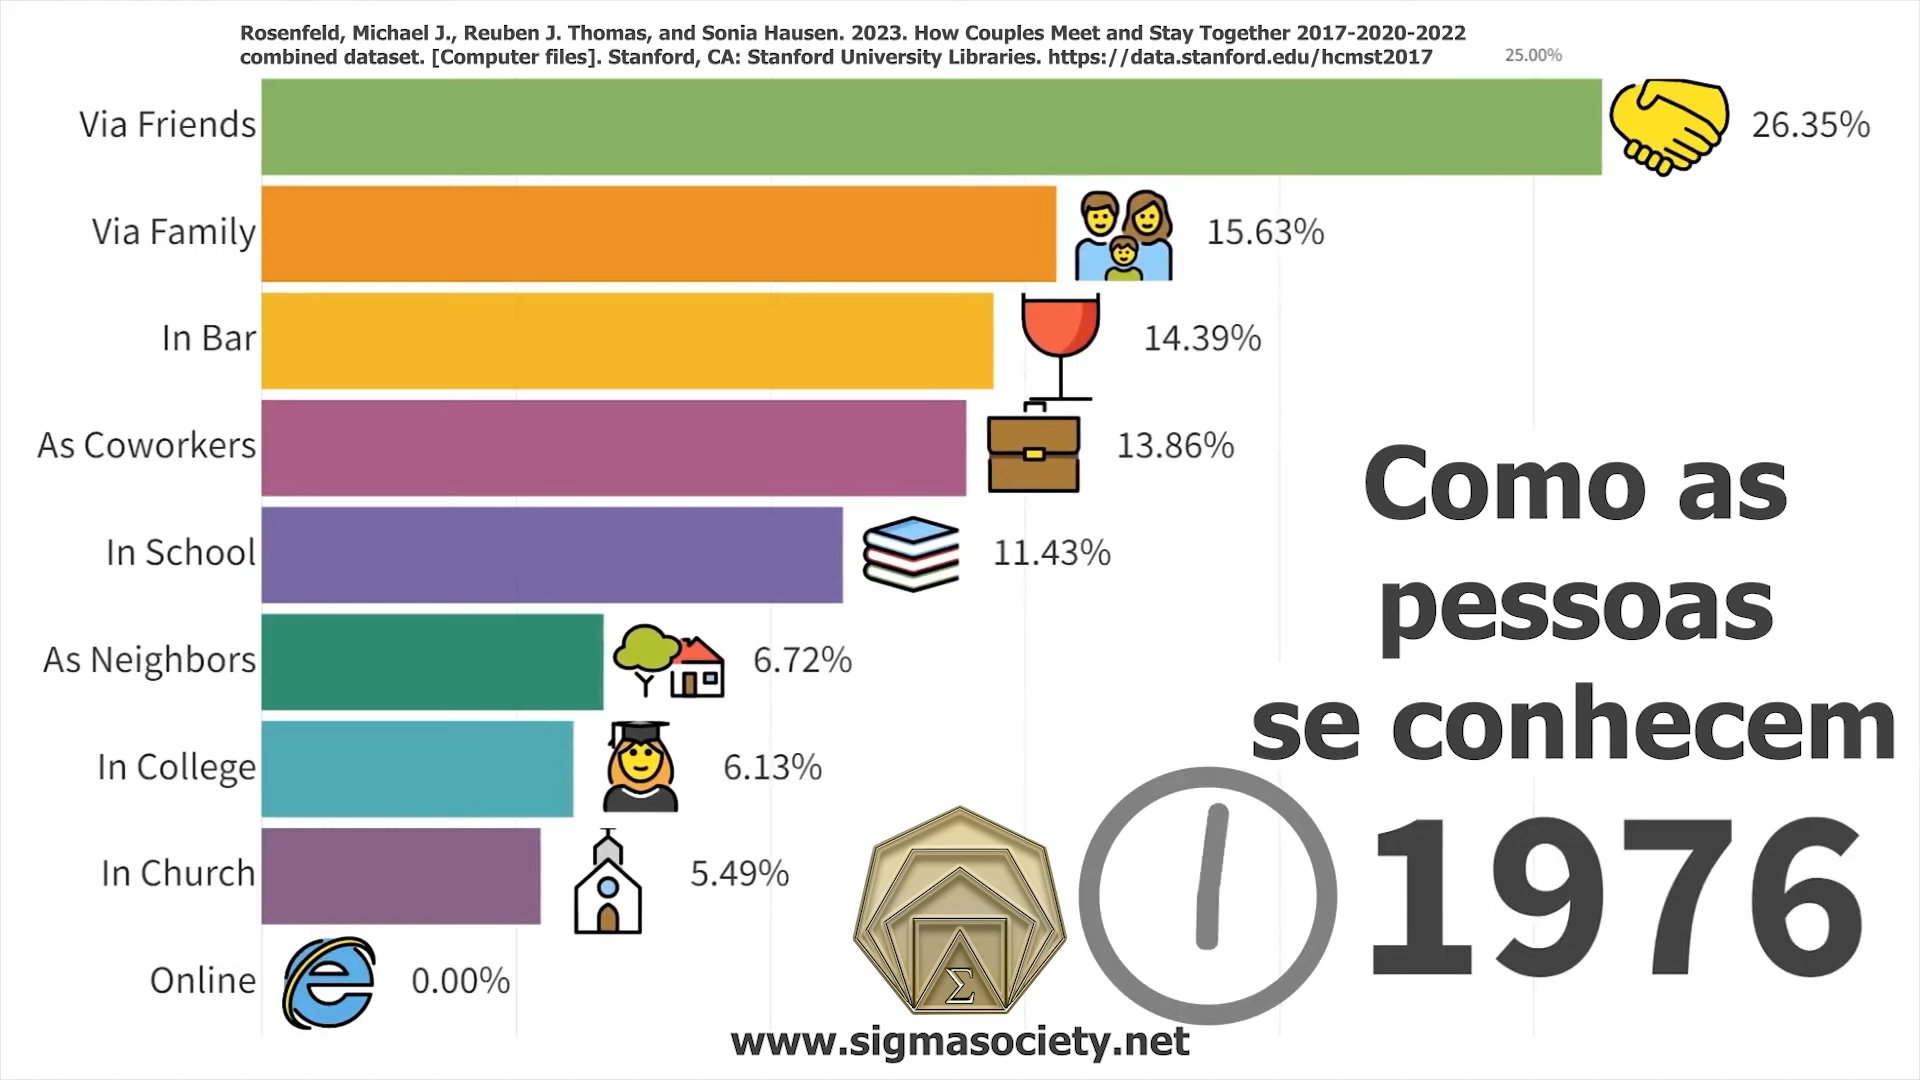 Rosenfeld, Michael J., Reuben J. Thomas, and Sonia Hausen. 2023. How Couples Meet and Stay Together 2017-2020-2022
combined dataset. [Computer files]. Stanford, CA: Stanford University Libraries. https://data.stanford.edu/hcmst2017
25.00%
Via Friends 26.35%
Via Family 15.63%
In Bar 14.39%
As Coworkers 13.86%
In School 11.43%
As Neighbors 6.72%
In College 6.13%
In Church 5.49%
Online 0.00%
Como as
pessoas
se conhecem
1976
Σ
www.sigmasociety.net